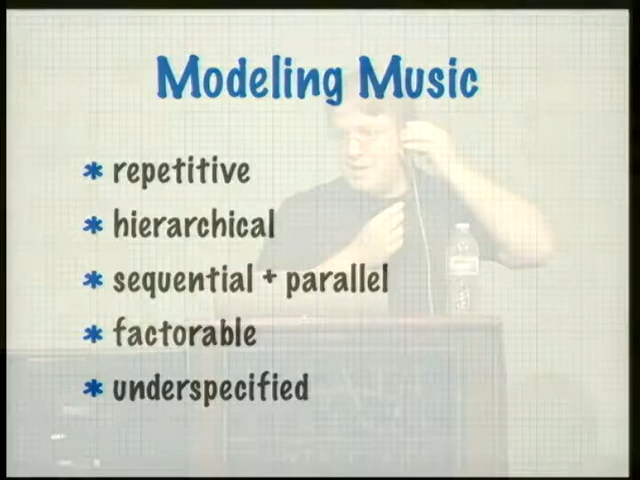 Modeling Music
* repetitive
* hierarchical
* sequential + parallel
* factorable
* underspecified